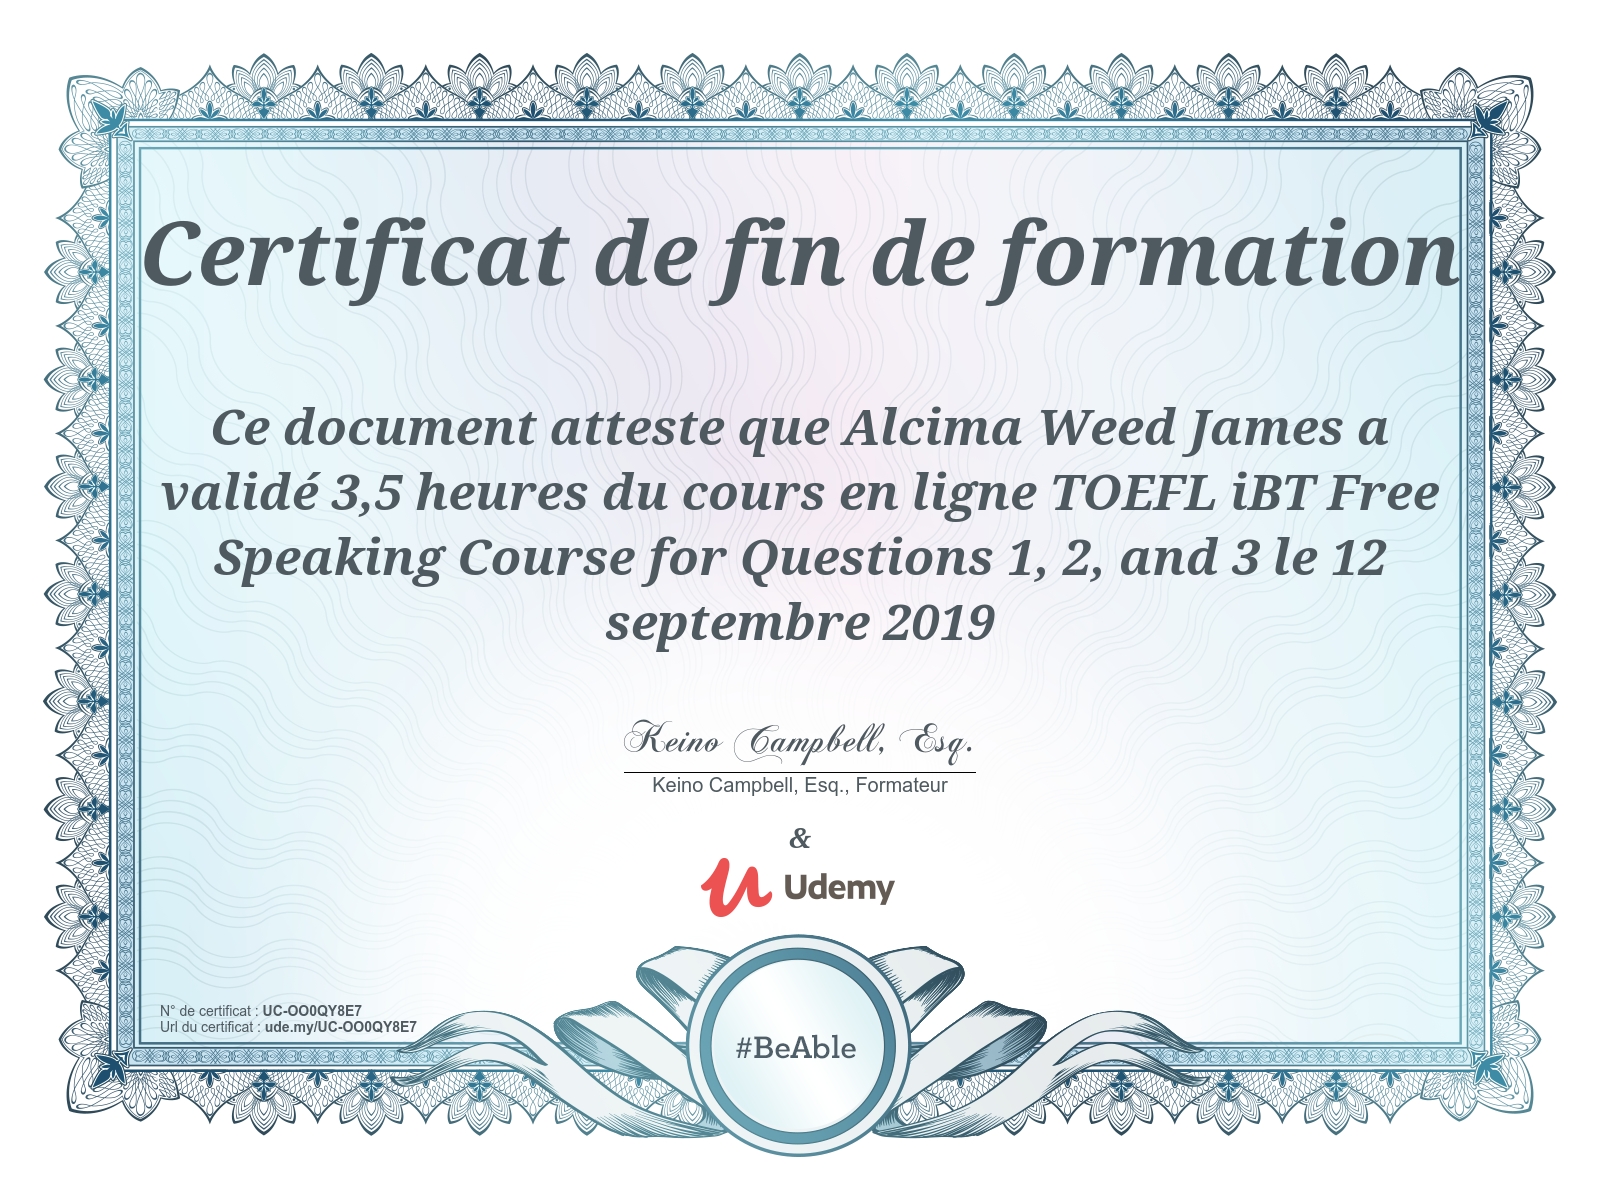 Certificat de fin de formation
Ce document atteste que Alcima Weed James a
validé 3,5 heures du cours en ligne TOEFL iBT Free
Speaking Course for Questions 1, 2, and 3 le 12
septembre 2019
Keino Campbell, Esq.
Keino Campbell, Esq., Formateur
&
Udemy
N° de certificat : UC-OO0QY8E7
Url du certificat : ude.my/UC-OO0QY8E7
#BeAble